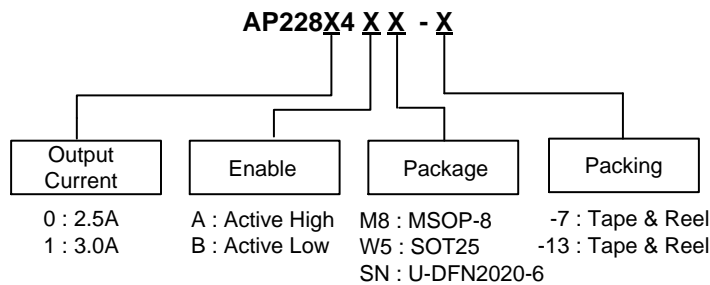 AP228X4 X X - X
Output Current
Enable
Package
Packing
0 : 2.5A
1 : 3.0A
A : Active High
B : Active Low
M8 : MSOP-8
W5 : SOT25
SN : U-DFN2020-6
-7 : Tape & Reel
-13 : Tape & Reel